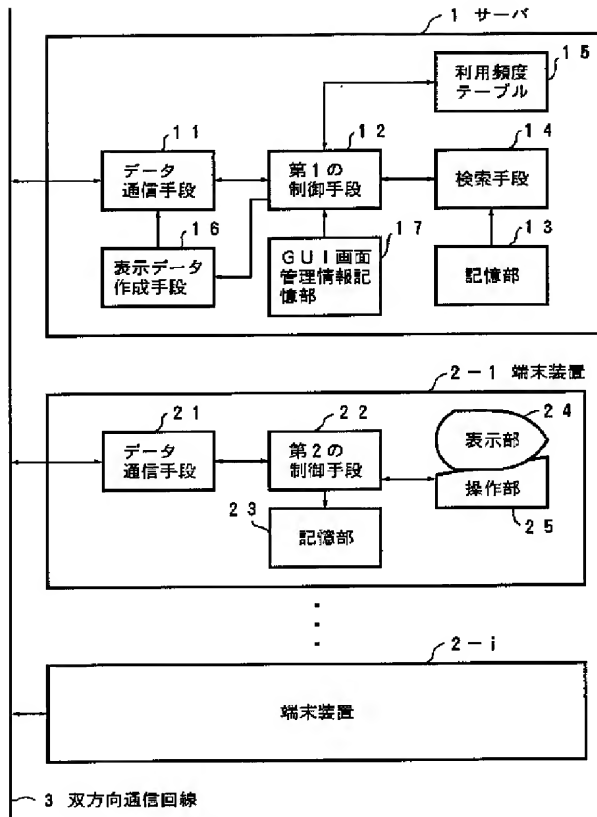 1 サーバ
15
利用頻度
テーブル
11
データ
通信手段
12
第1の
制御手段
14
検索手段
16
表示データ
作成手段
17
GUI画面
管理情報記
憶部
13
記憶部
2-1 端末装置
21
データ
通信手段
22
第2の
制御手段
24
表示部
操作部
25
23
記憶部
2-i
端末装置
3 双方向通信回線